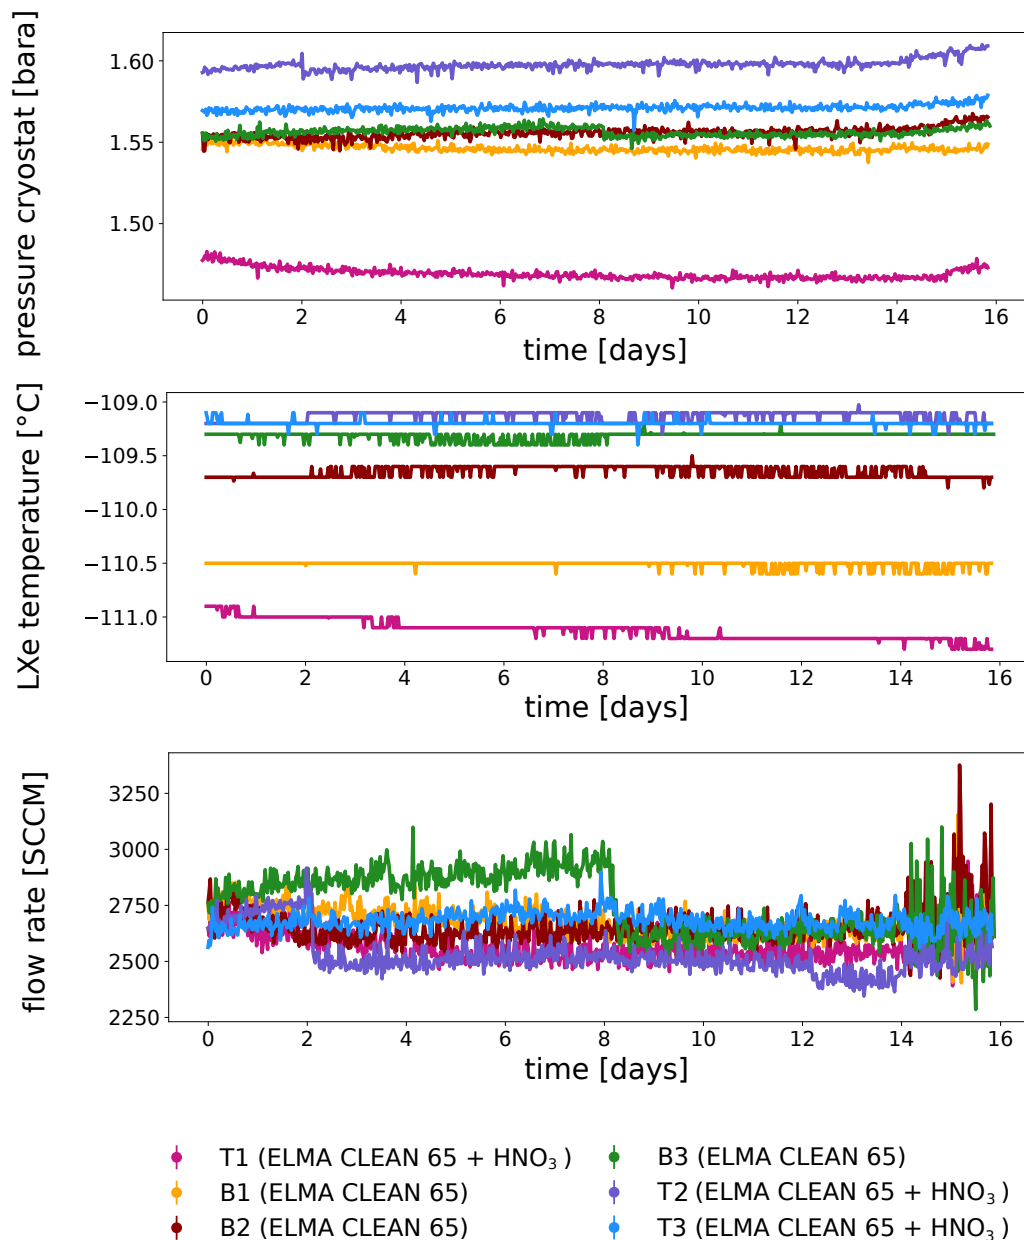 pressure cryostat [bara]
1.60
1.55
1.50
0 2 4 6 8 10 12 14 16
time [days]
LXe temperature [°C]
−109.0
−109.5
−110.0
−110.5
−111.0
0 2 4 6 8 10 12 14 16
time [days]
flow rate [SCCM]
3250
3000
2750
2500
2250
0 2 4 6 8 10 12 14 16
time [days]
T1 (ELMA CLEAN 65 + HNO₃)
B1 (ELMA CLEAN 65)
B2 (ELMA CLEAN 65)
B3 (ELMA CLEAN 65)
T2 (ELMA CLEAN 65 + HNO₃)
T3 (ELMA CLEAN 65 + HNO₃)